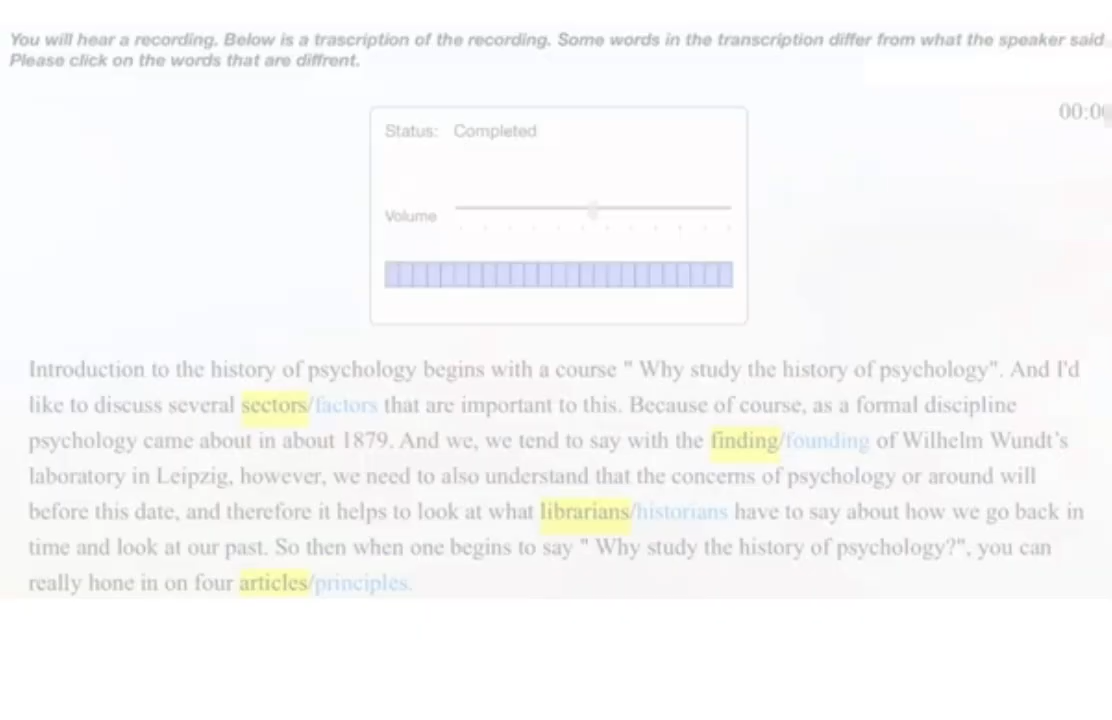 You will hear a recording. Below is a trascription of the recording. Some words in the transcription differ from what the speaker said
Please click on the words that are diffrent.
00:0
Status: Completed
Volume
Introduction to the history of psychology begins with a course " Why study the history of psychology". And I'd
like to discuss several sectors/factors that are important to this. Because of course, as a formal discipline
psychology came about in about 1879. And we, we tend to say with the finding/founding of Wilhelm Wundt's
laboratory in Leipzig, however, we need to also understand that the concerns of psychology or around will
before this date, and therefore it helps to look at what librarians/historians have to say about how we go back in
time and look at our past. So then when one begins to say " Why study the history of psychology?", you can
really hone in on four articles/principles.